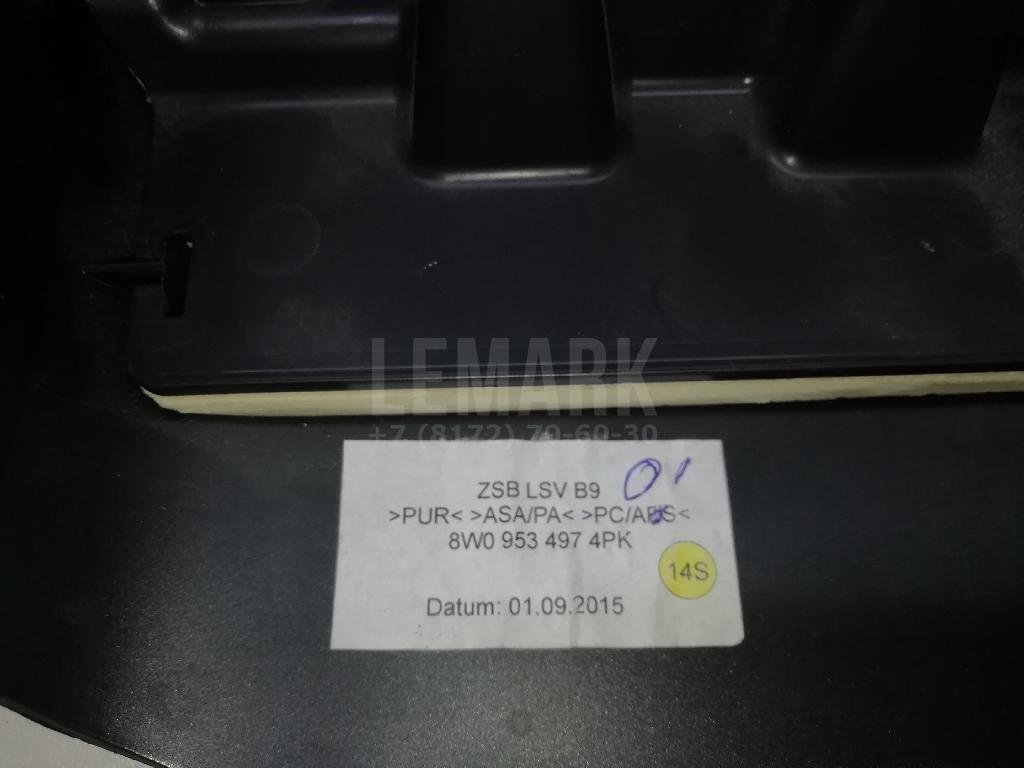 LEMARK
+7 (8172) 70-60-30
ZSB LSV B9 01
>PUR< >ASA/PA< >PC/ABS<
8W0 953 497 4PK
14S
Datum: 01.09.2015